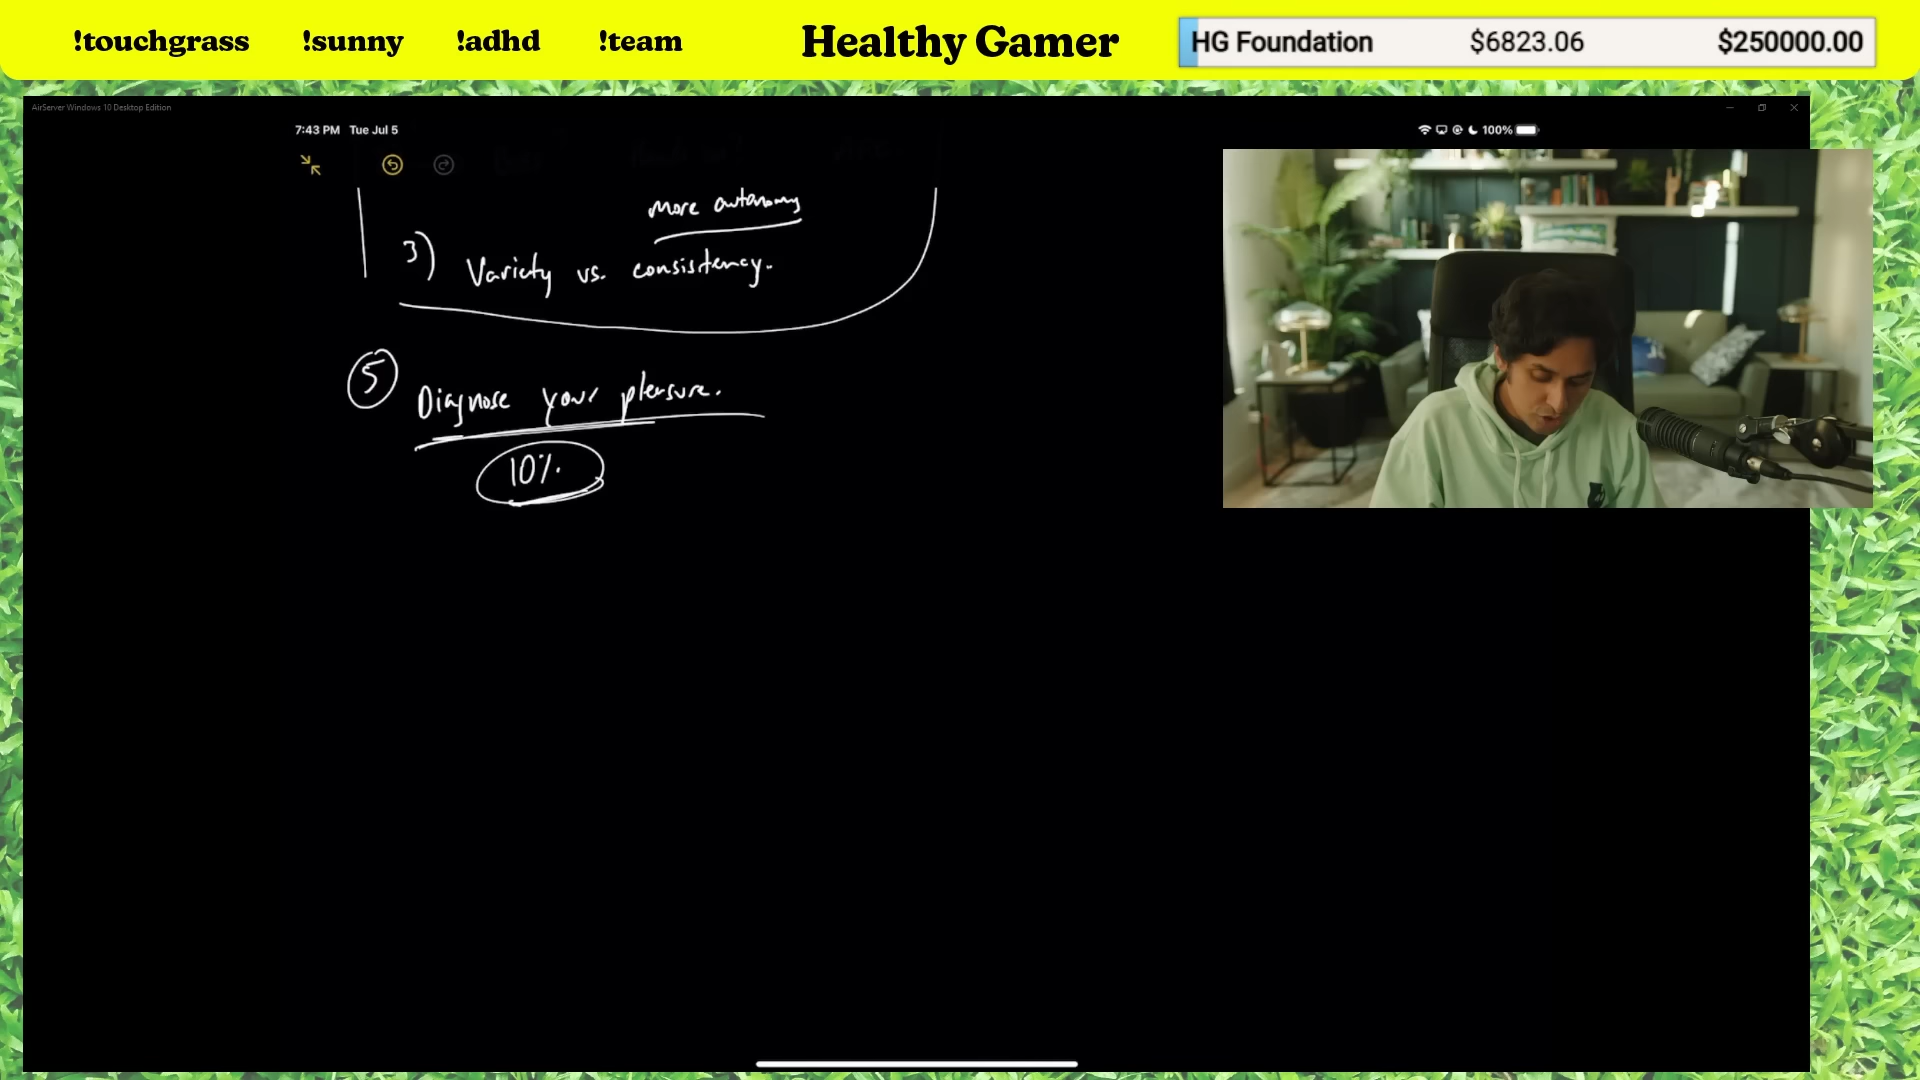 !touchgrass !sunny !adhd !team Healthy Gamer HG Foundation $6823.06 $250000.00
AirServer Windows 10 Desktop Edition
7:43 PM Tue Jul 5 100%
More autonomy
3) Variety vs. consistency.
5 Diagnose your pleasure.
10%.